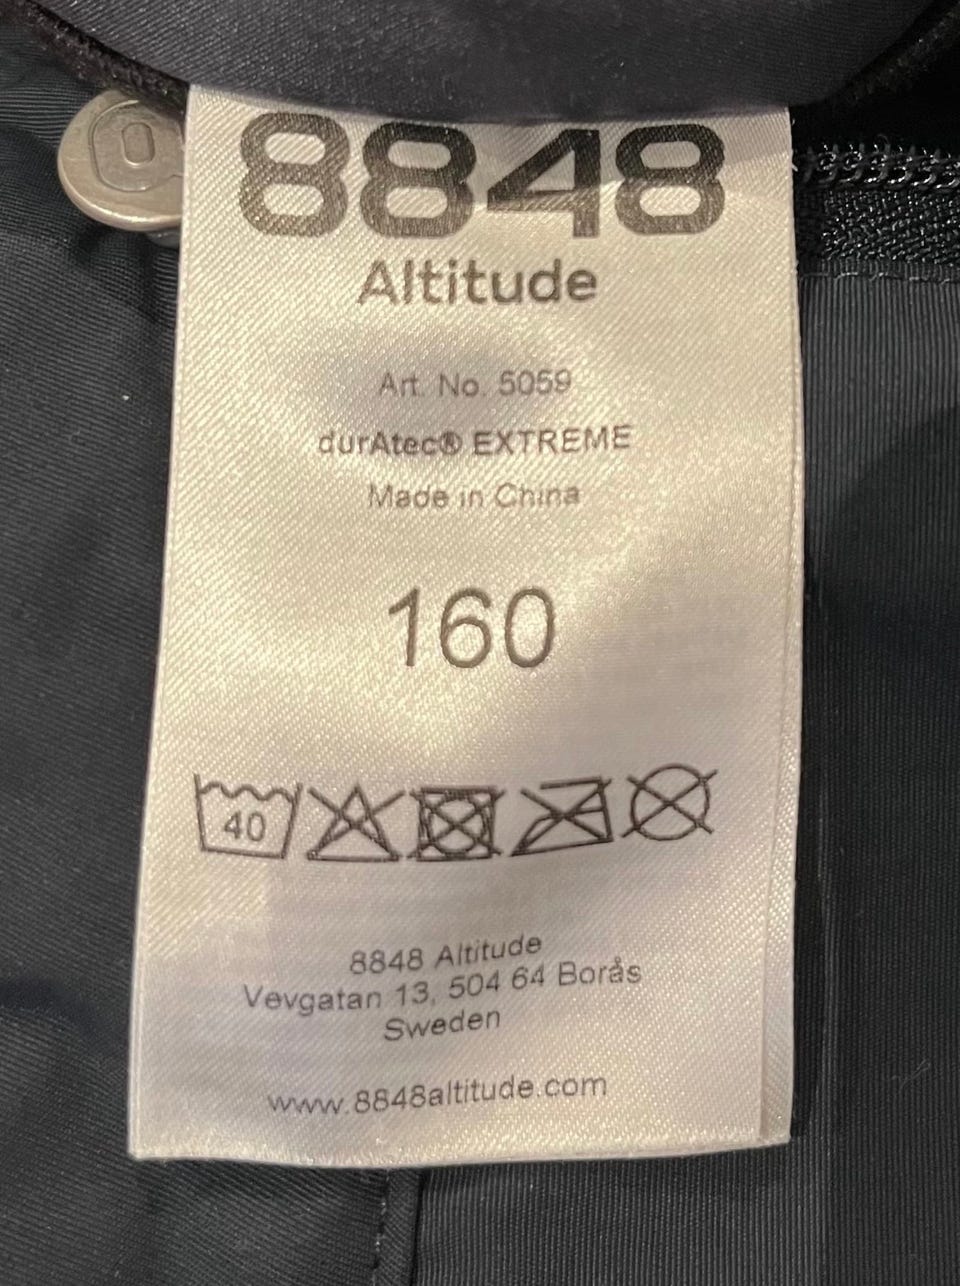 8848
Altitude
Art. No. 5059
durAtec® EXTREME
Made in China
160
40
8848 Altitude
Vevgatan 13, 504 64 Borås
Sweden
www.8848altitude.com